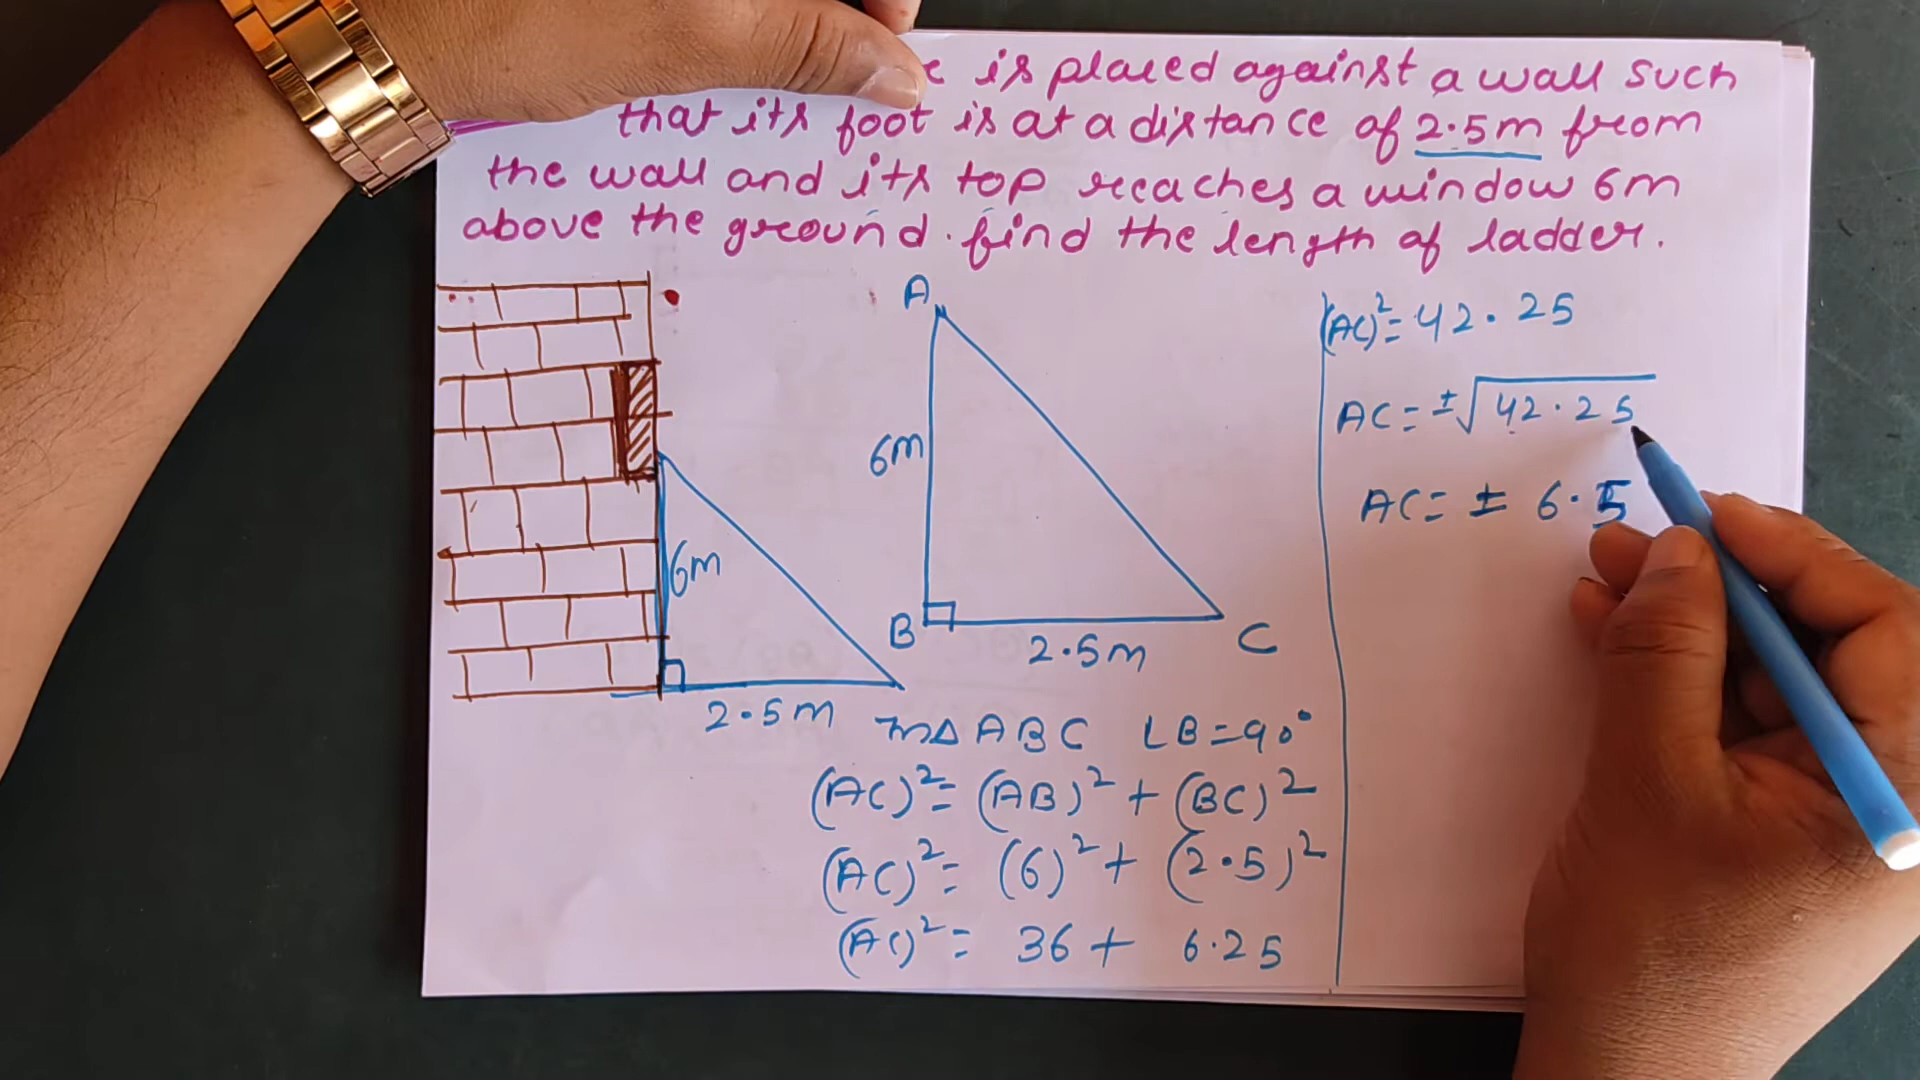 is placed against a wall such
that its foot is at a distance of 2.5m from
the wall and its top reaches a window 6m
above the ground. find the length of ladder.
6m
2.5m
A
6m
B
2.5m
C
In △ ABC ∠B=90°
(AC)²= (AB)² + (BC)²
(AC)²= (6)² + (2.5)²
(AC)²= 36 + 6.25
(AC)²= 42.25
AC= ±√42.25
AC= ± 6.5